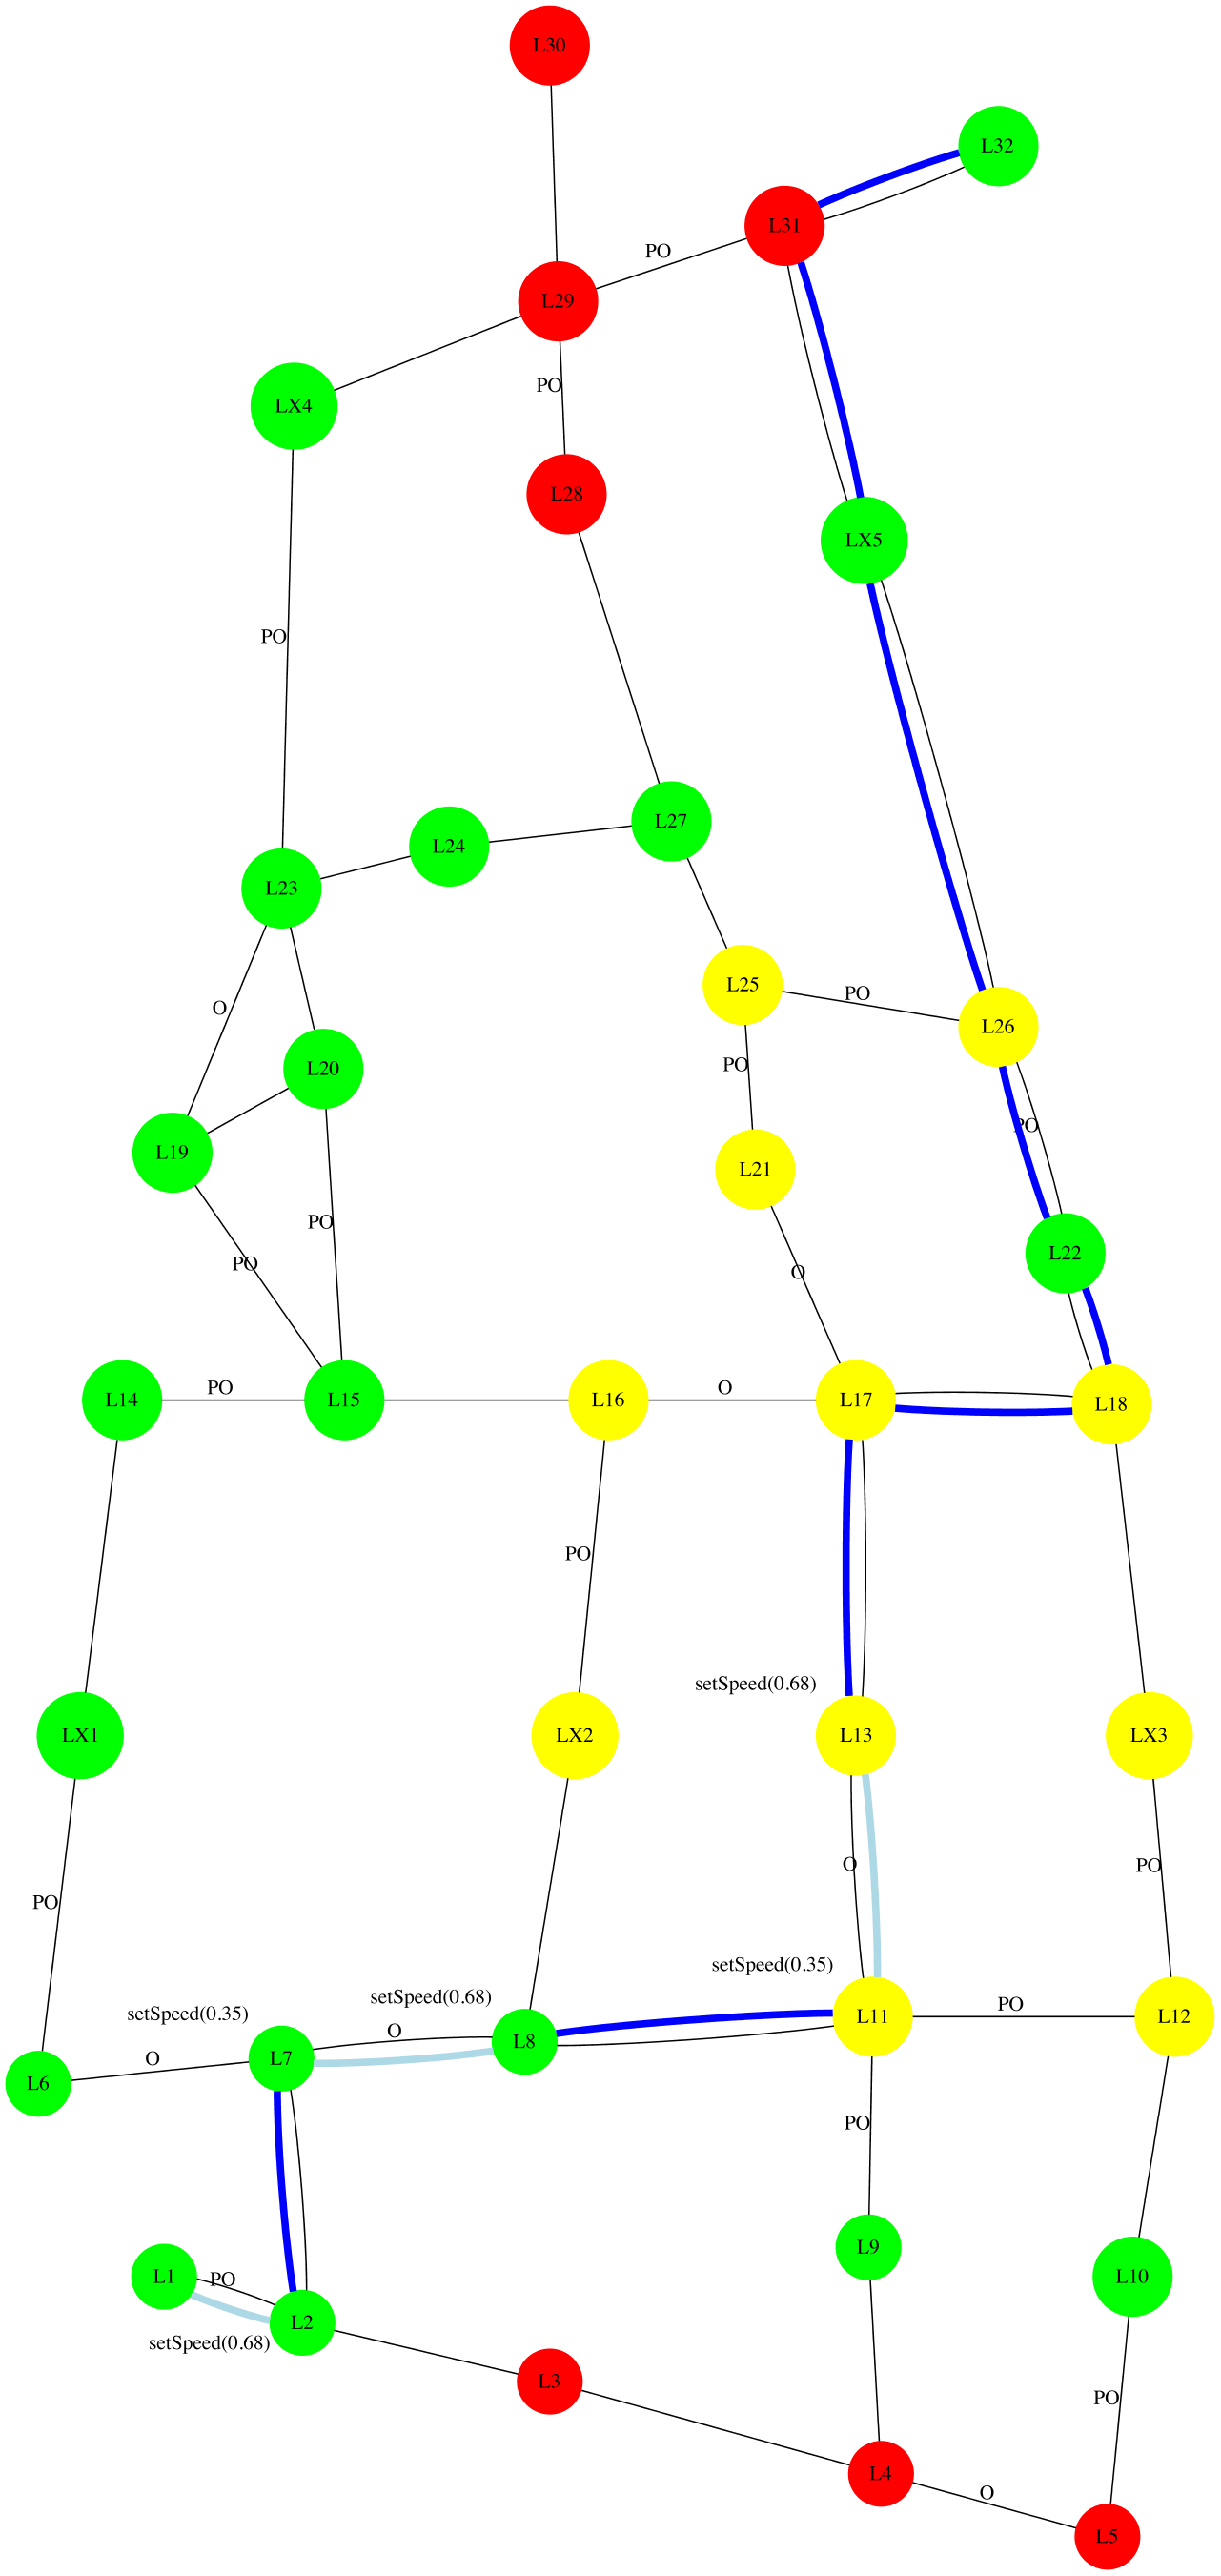 L30
L32
L31
PO
L29
PO
LX4
L28
LX5
PO
L27
L24
L23
L25
PO
O
L26
PO
L20
PO
L19
L21
PO
L22
PO
O
PO
L14
L15
L16
O
L17
L18
PO
setSpeed(0.68)
LX1
LX2
L13
LX3
O
PO
PO
setSpeed(0.35)
setSpeed(0.68)
PO
setSpeed(0.35)
L11
L12
O
L8
O
L7
L6
PO
L9
L1
PO
L10
L2
setSpeed(0.68)
L3
PO
L4
O
L5